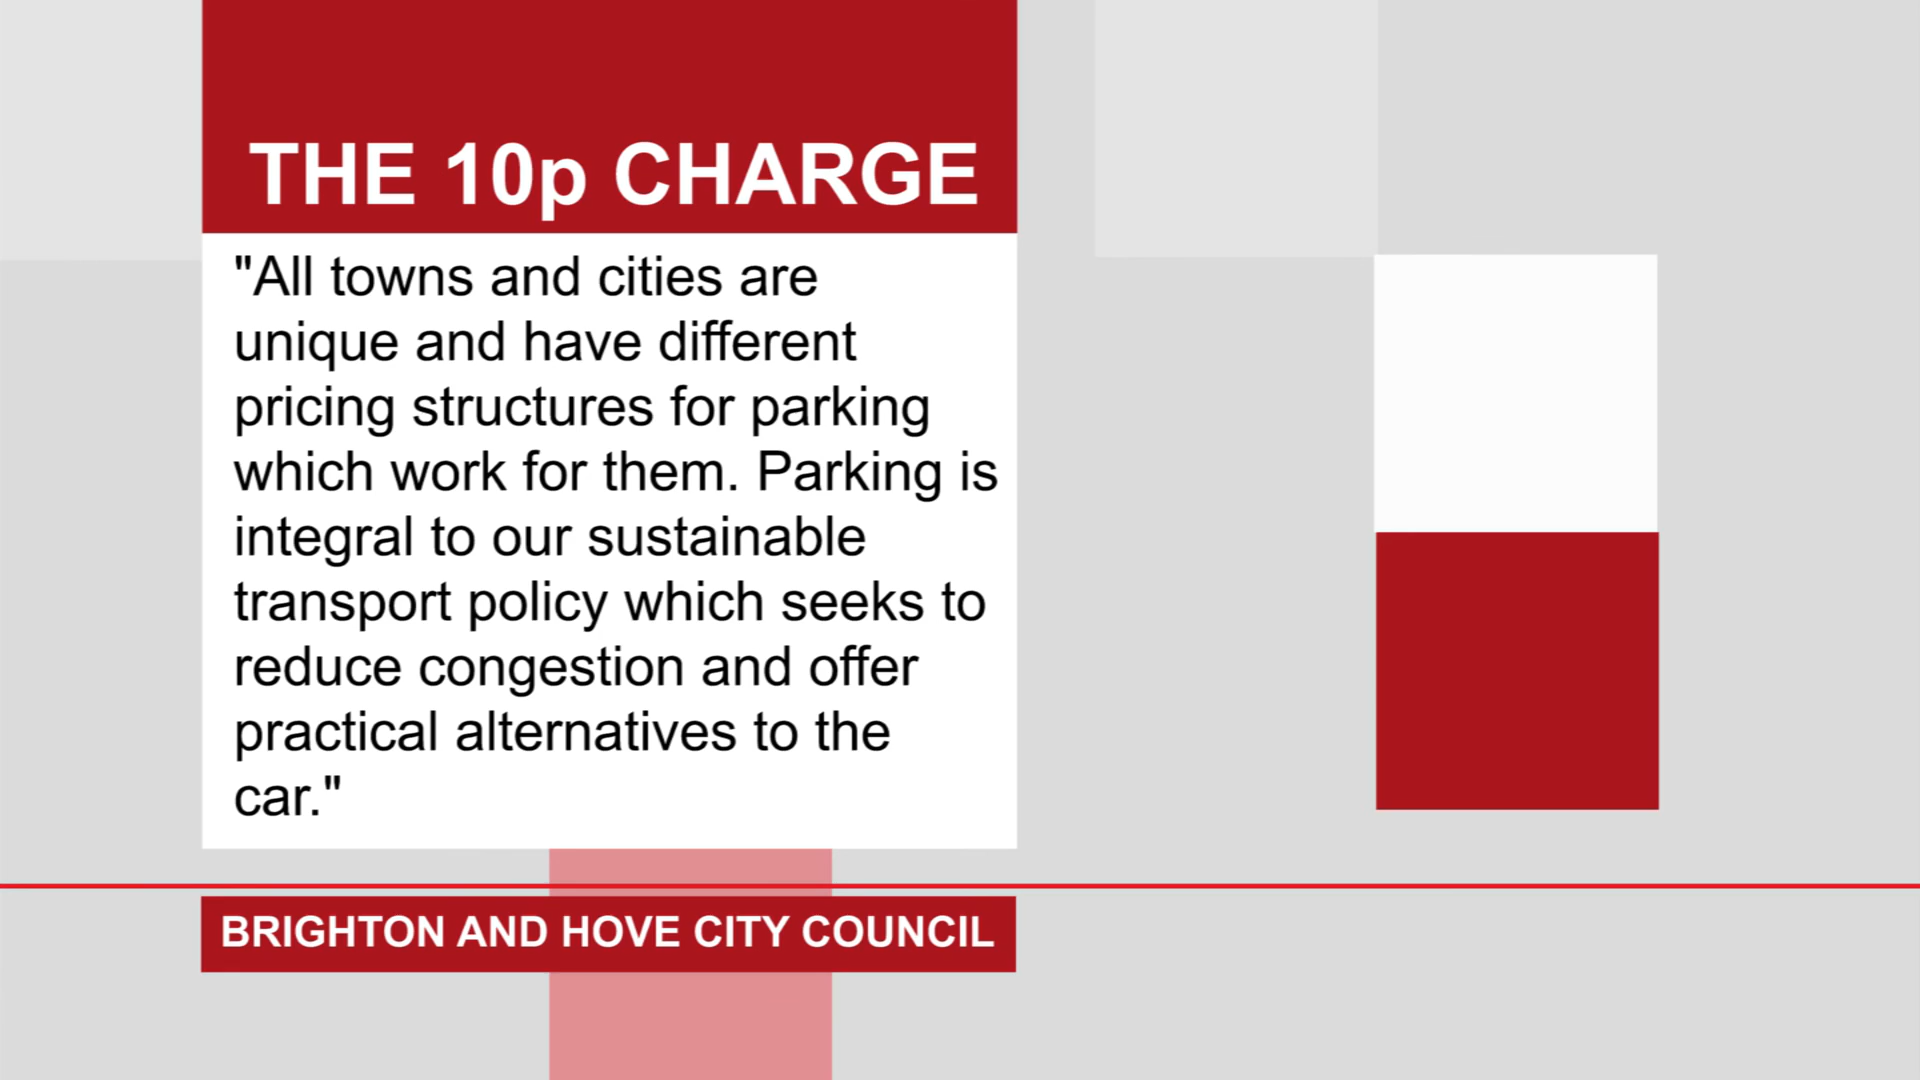 THE 10p CHARGE
"All towns and cities are
unique and have different
pricing structures for parking
which work for them. Parking is
integral to our sustainable
transport policy which seeks to
reduce congestion and offer
practical alternatives to the
car."
BRIGHTON AND HOVE CITY COUNCIL